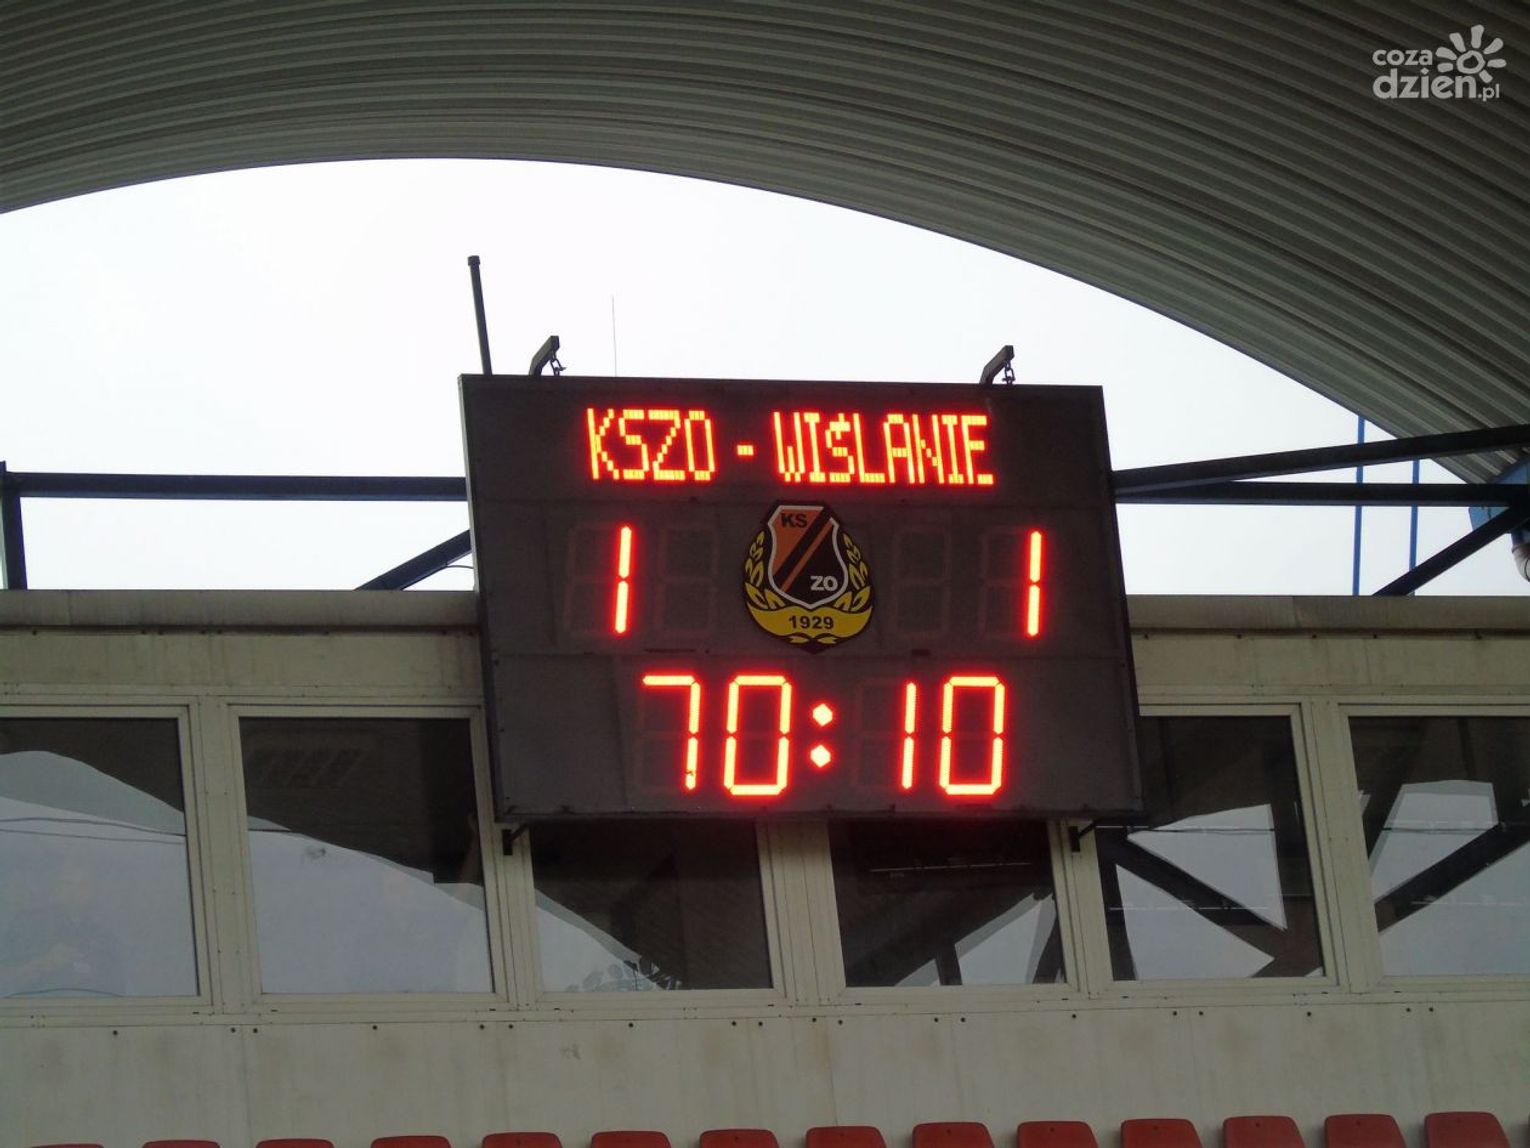 coza
dzien.pl
KSZO - WIŚLANIE
1 1
KS
ZO
1929
70:10